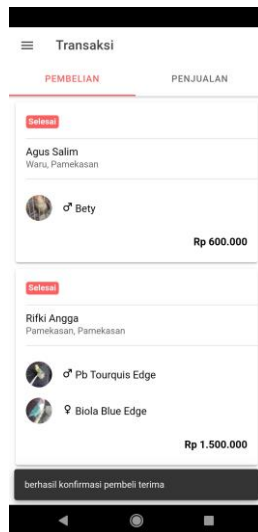 Transaksi
PEMBELIAN
PENJUALAN
Selesai
Agus Salim
Waru, Pamekasan
♂ Bety
Rp 600.000
Selesai
Rifki Angga
Pamekasan, Pamekasan
♂ Pb Tourquis Edge
♀ Biola Blue Edge
Rp 1.500.000
berhasil konfirmasi pembeli terima